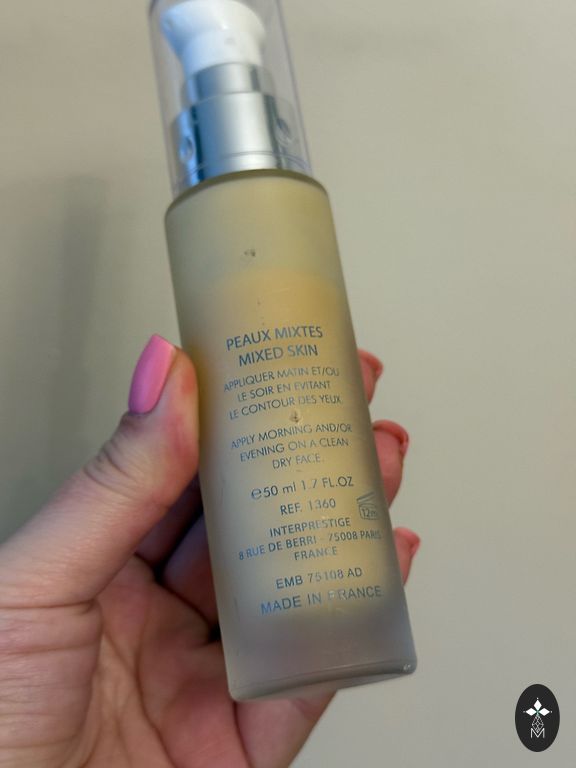 PEAUX MIXTES
MIXED SKIN
APPLIQUER MATIN ET/OU
LE SOIR EN EVITANT
LE CONTOUR DES YEUX.
APPLY MORNING AND/OR
EVENING ON A CLEAN
DRY FACE.
℮50 ml 1.7 FL.OZ
REF. 1360
12M
INTERPRESTIGE
8 RUE DE BERRI - 75008 PARIS
FRANCE
EMB 75108 AD
MADE IN FRANCE
M